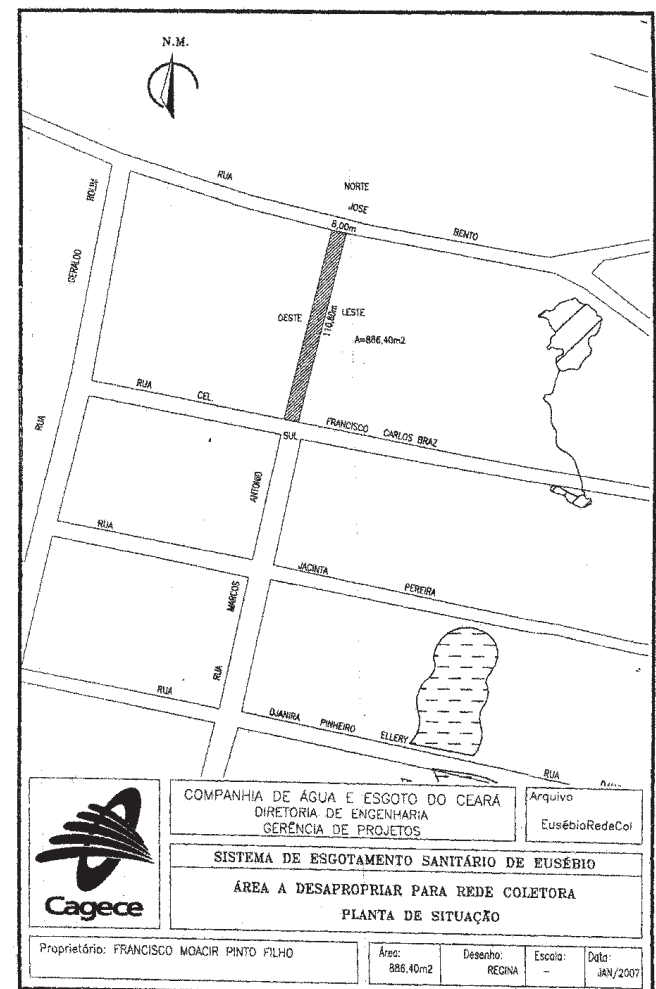 N.M.
RUA
NORTE
JOSE
BENTO
8,00m
ROLIM
GERALDO
RUA
OESTE
LESTE
110,80m
A=886,40m2
RUA
CEL.
FRANCISCO
CARLOS BRAZ
SUL
ANTONIO
MARCOS
RUA
RUA
JACINTA
PEREIRA
RUA
DJANIRA
PINHEIRO
ELLERY
RUA
COMPANHIA DE ÁGUA E ESGOTO DO CEARÁ
DIRETORIA DE ENGENHARIA
GERÊNCIA DE PROJETOS
Arquivo
EusébioRedeCol
Cagece
SISTEMA DE ESGOTAMENTO SANITÁRIO DE EUSÉBIO
ÁREA A DESAPROPRIAR PARA REDE COLETORA
PLANTA DE SITUAÇÃO
Proprietório: FRANCISCO MOACIR PINTO FILHO
Área:
886,40m2
Desenho:
REGINA
Escala:
-
Data:
JAN/2007